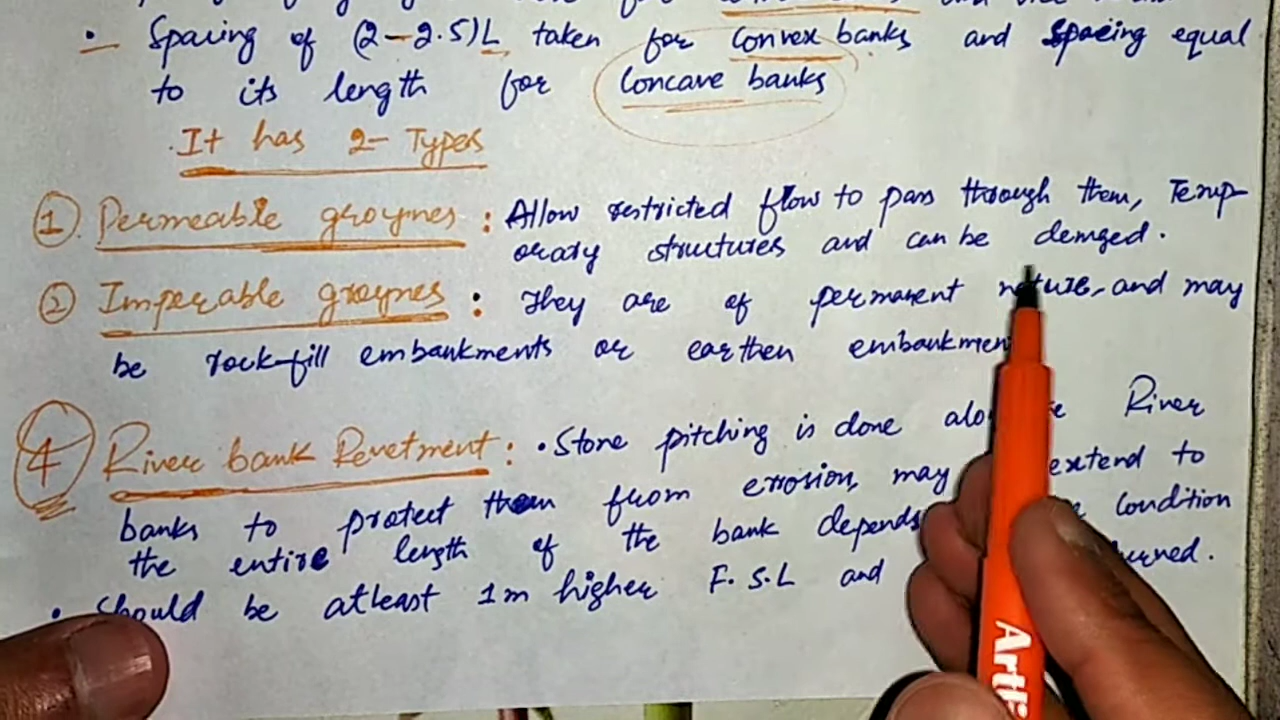 • Spacing of (2-2.5)L taken for convex banks and spacing equal
to its length for concave banks
It has 2- Types
① Permeable groynes : Allow restricted flow to pass through them, Temp-
orary structures and can be demged.
② Imperable groynes : They are of permanent nature, and may
be rock-fill embankments or earthen embankmen
④ River bank Revetment : • Stone pitching is done alo River
banks to protect them from errosion, may extend to
the entire length of the bank depends condition
• Should be atleast 1m higher F.S.L and
Art